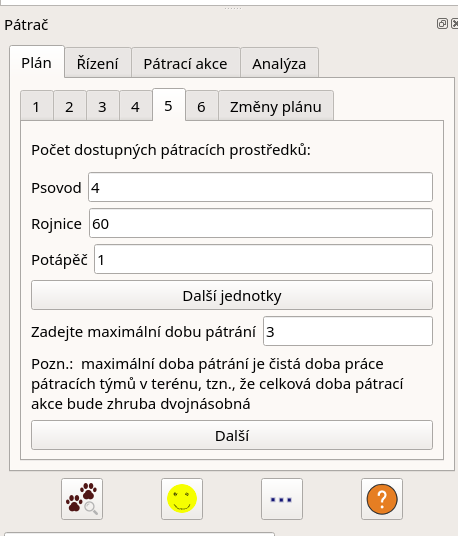 Pátrač
Plán Řízení Pátrací akce Analýza
1 2 3 4 5 6 Změny plánu
Počet dostupných pátracích prostředků:
Psovod 4
Rojnice 60
Potápěč 1
Další jednotky
Zadejte maximální dobu pátrání 3
Pozn.: maximální doba pátrání je čistá doba práce
pátracích týmů v terénu, tzn., že celková doba pátrací
akce bude zhruba dvojnásobná
Další
...
?